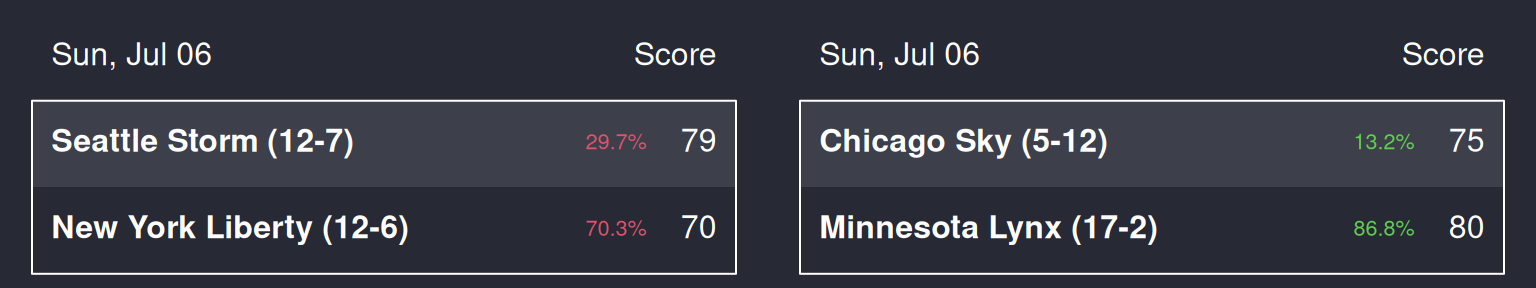 Sun, Jul 06 Score
Seattle Storm (12-7) 29.7% 79
New York Liberty (12-6) 70.3% 70
Sun, Jul 06 Score
Chicago Sky (5-12) 13.2% 75
Minnesota Lynx (17-2) 86.8% 80